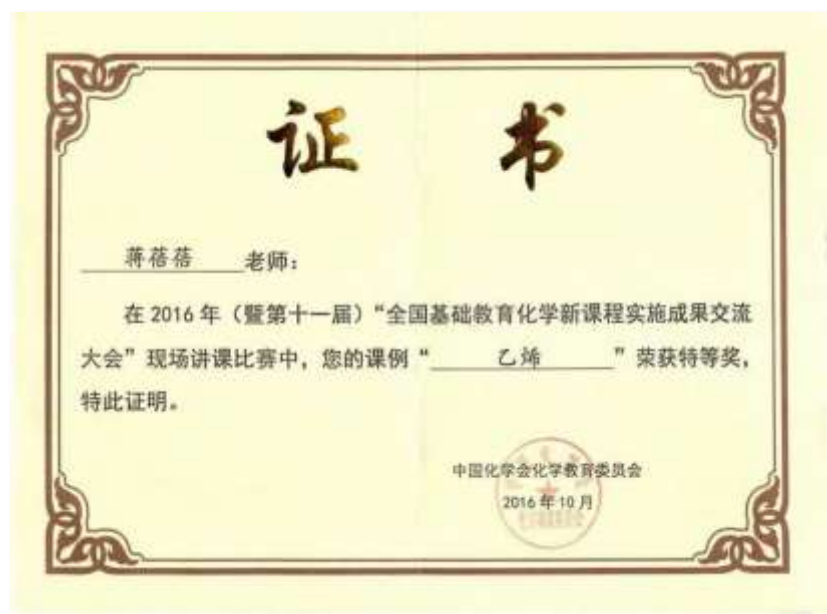 证 书
蒋蓓蓓 老师：
在 2016 年（暨第十一届）“全国基础教育化学新课程实施成果交流
大会”现场讲课比赛中，您的课例“ 乙烯 ”荣获特等奖，
特此证明。
中国化学会化学教育委员会
2016 年 10 月